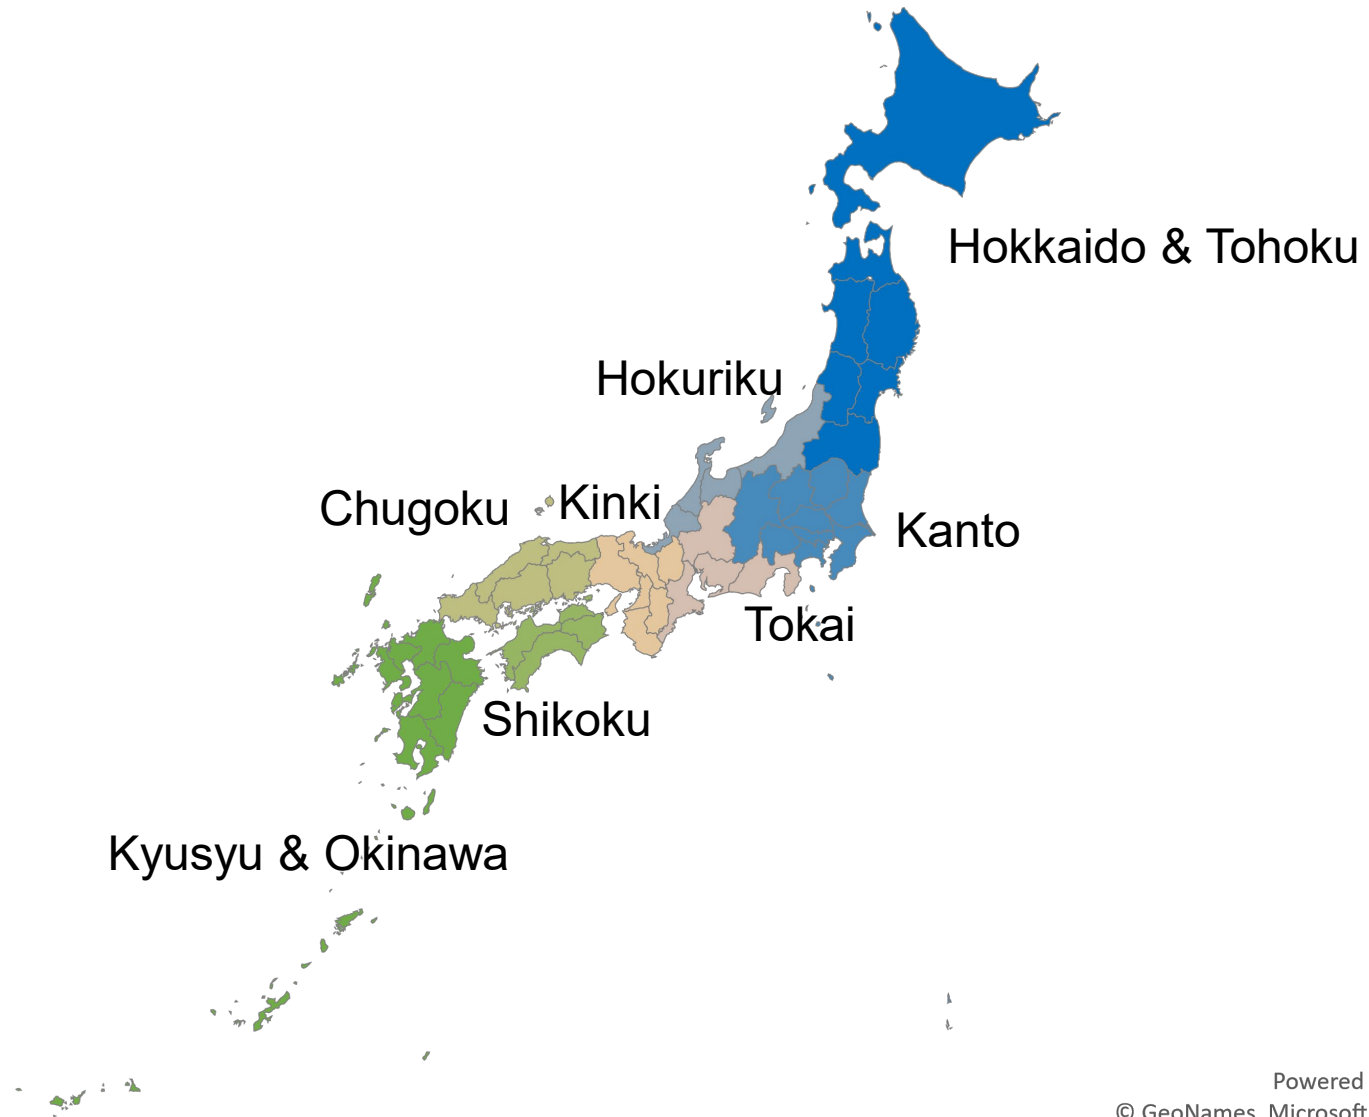 Hokkaido & Tohoku
Hokuriku
Chugoku
Kinki
Kanto
Tokai
Shikoku
Kyusyu & Okinawa
Powered
© GeoNames, Microsoft